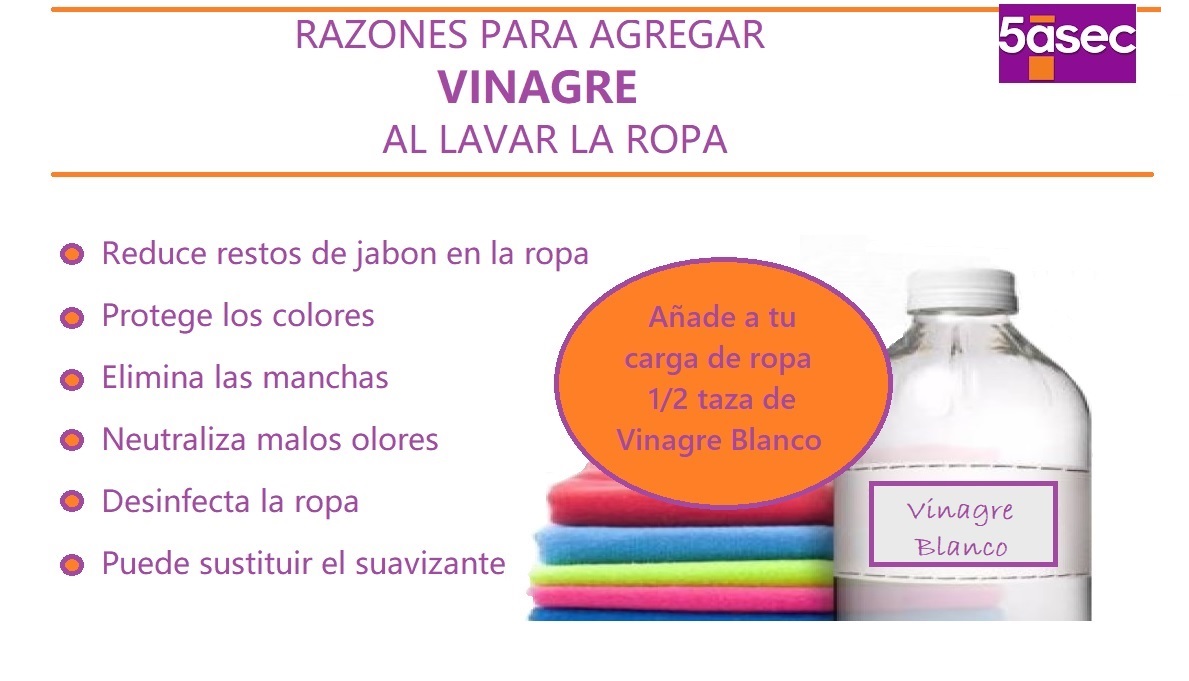 RAZONES PARA AGREGAR
VINAGRE
AL LAVAR LA ROPA
5àsec
Reduce restos de jabon en la ropa
Protege los colores
Elimina las manchas
Neutraliza malos olores
Desinfecta la ropa
Puede sustituir el suavizante
Añade a tu
carga de ropa
1/2 taza de
Vinagre Blanco
Vinagre
Blanco